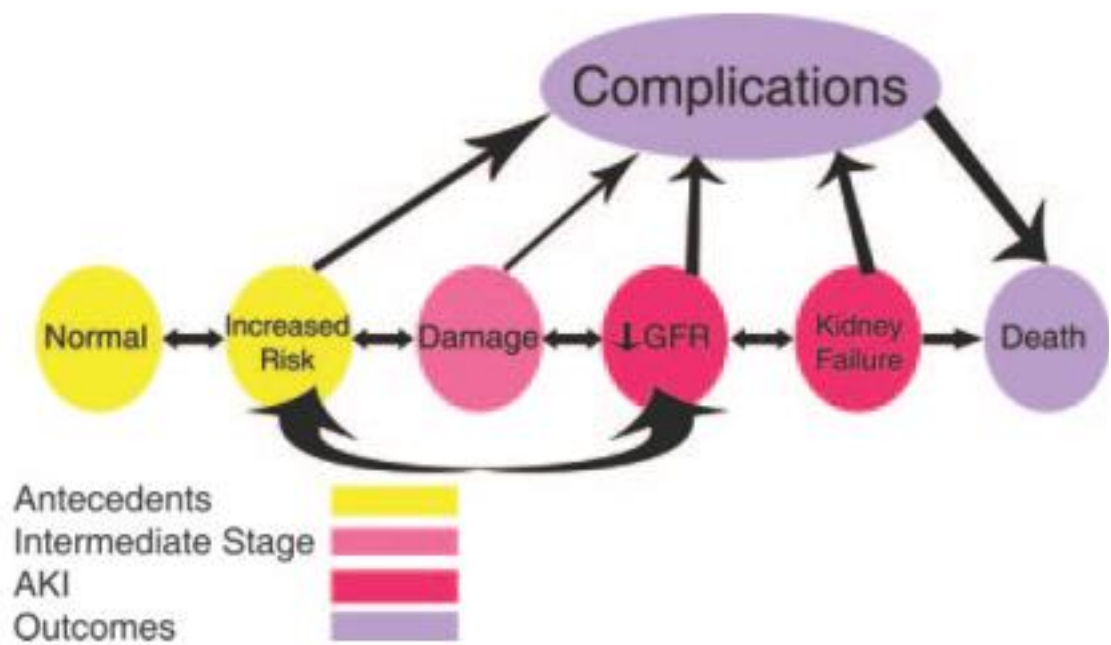 Complications
Normal
Increased
Risk
Damage
↓GFR
Kidney
Failure
Death
Antecedents
Intermediate Stage
AKI
Outcomes